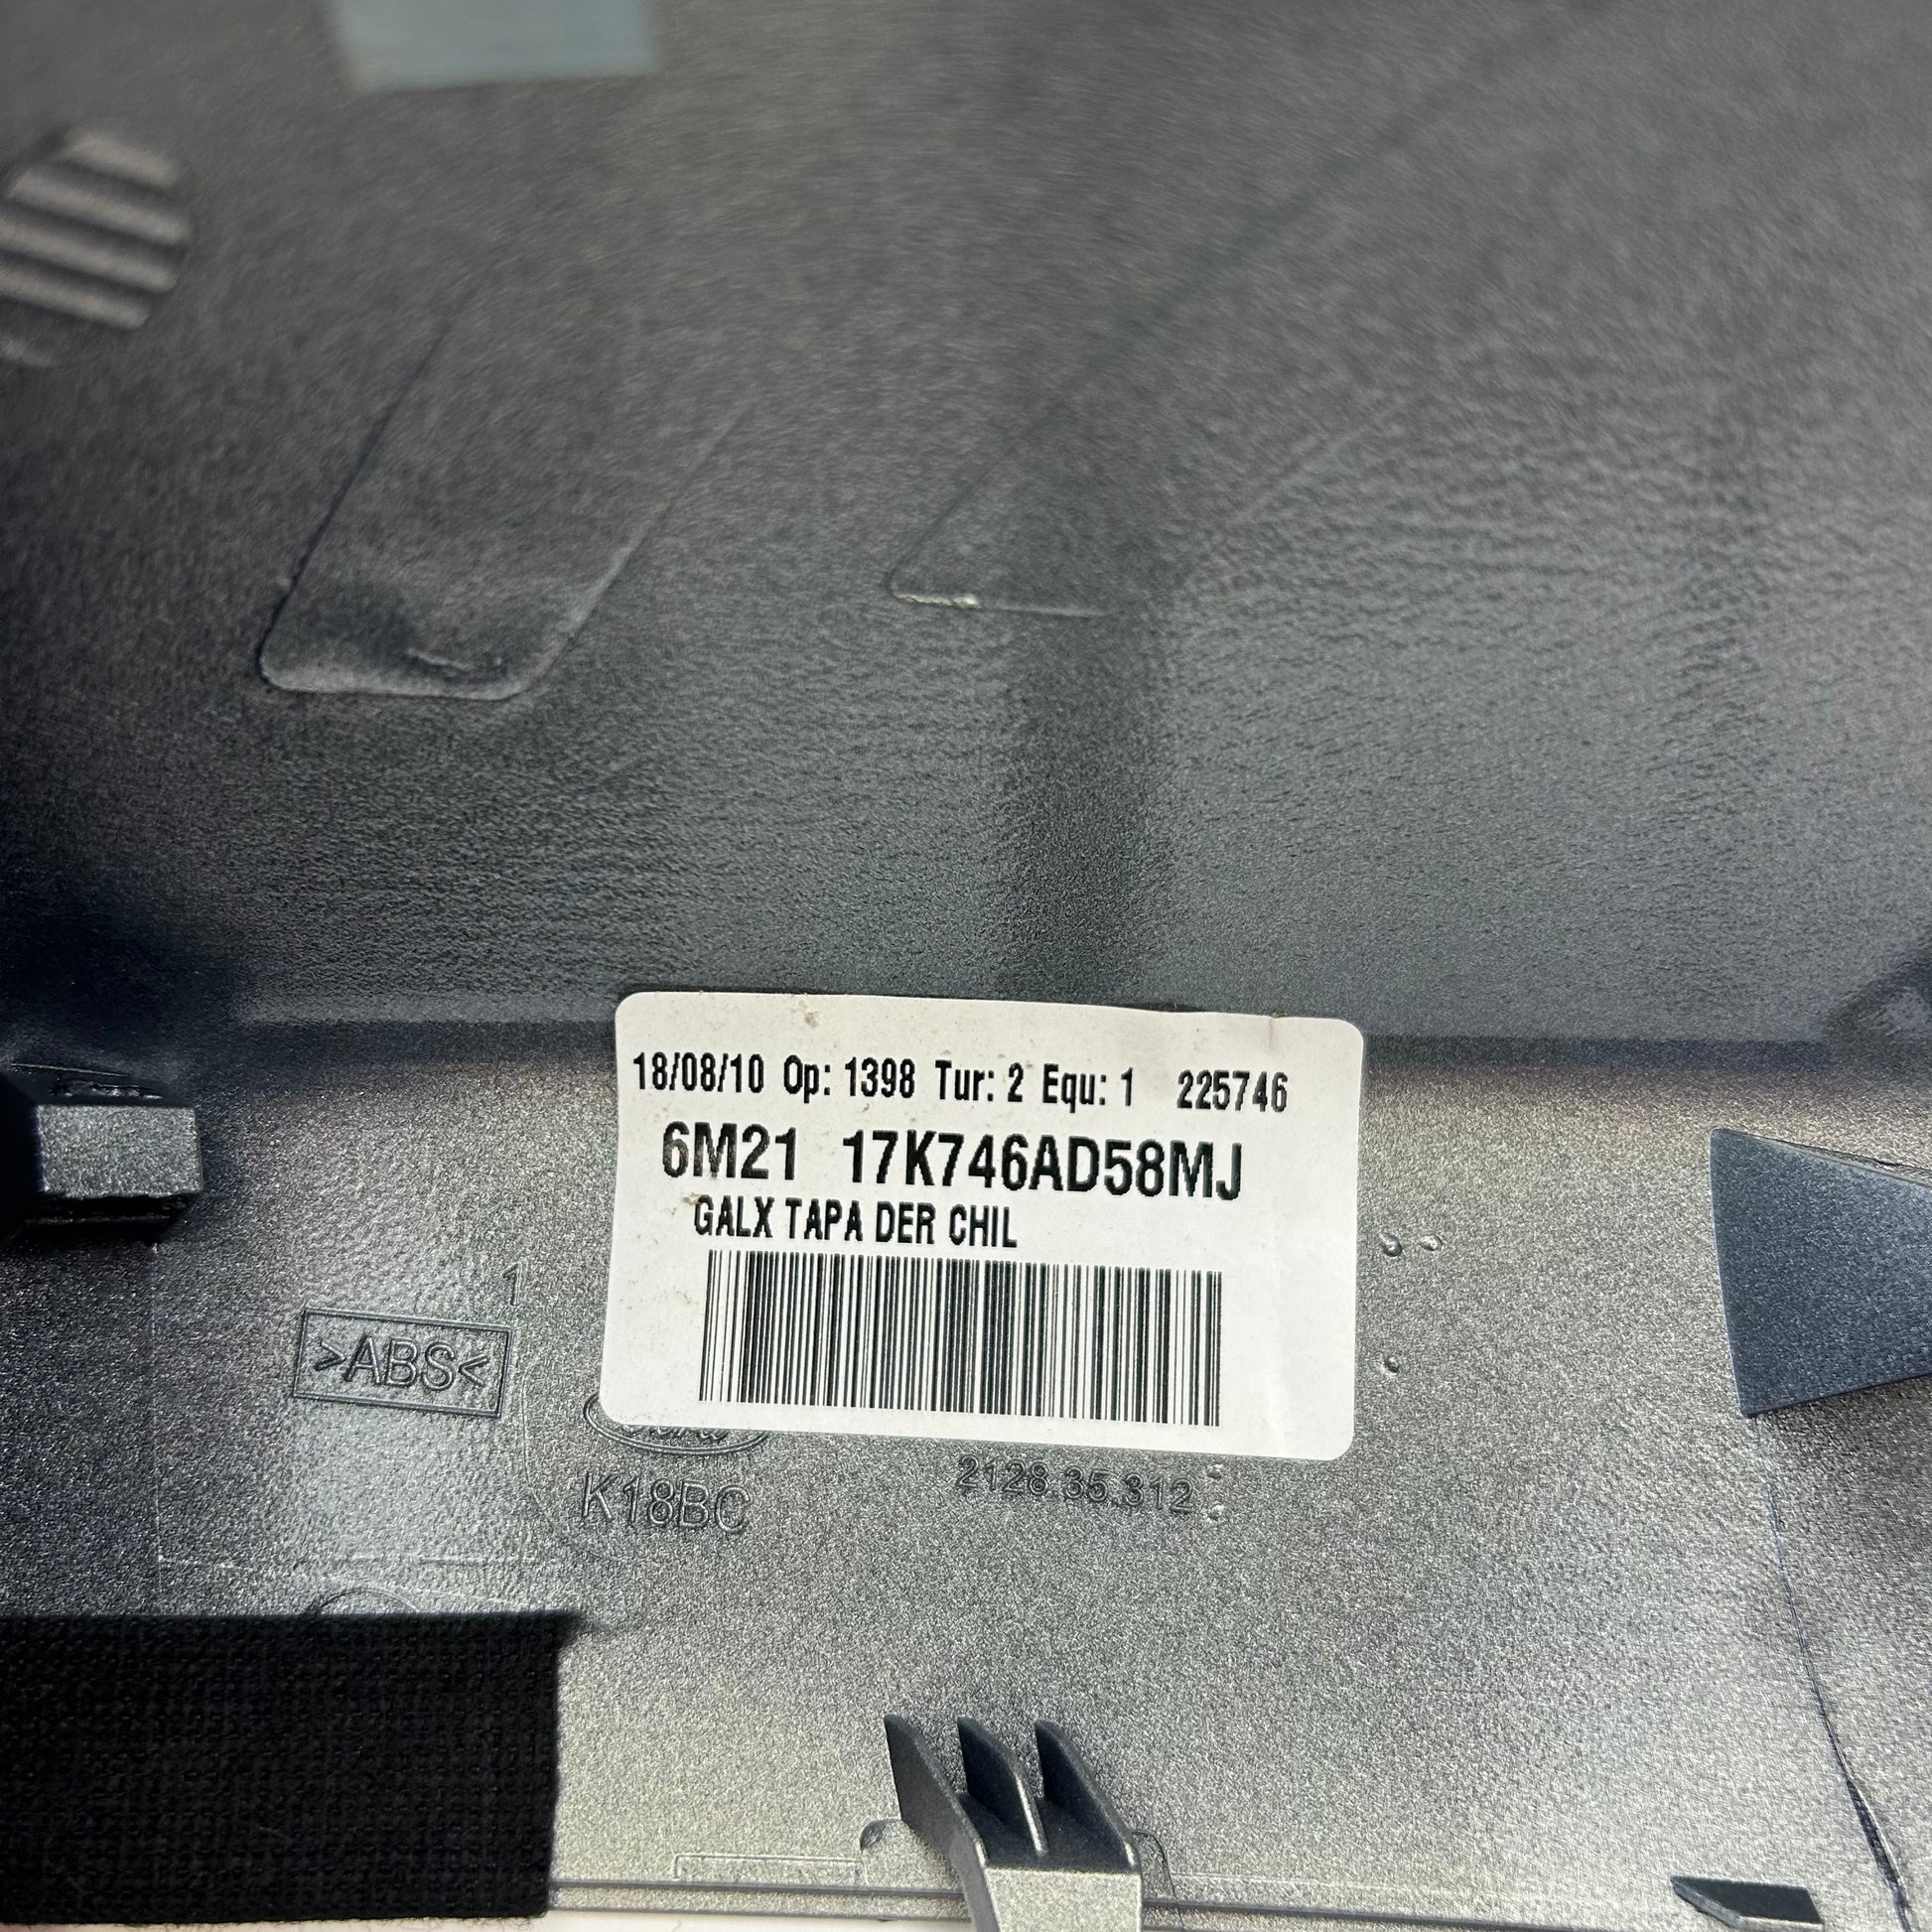 18/08/10 Op: 1398 Tur: 2 Equ: 1 225746
6M21 17K746AD58MJ
GALX TAPA DER CHIL
1
>ABS<
K18BC
2128.35.312